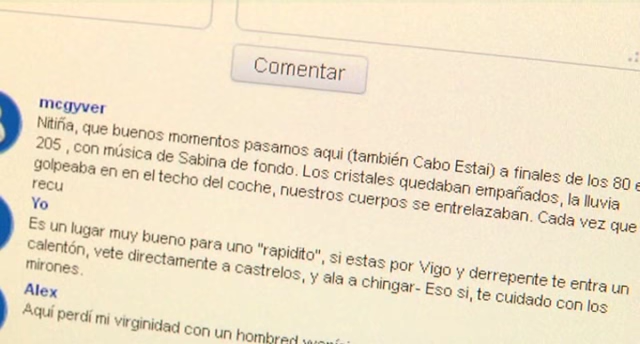 Comentar
mcgyver
Nitiña, que buenos momentos pasamos aqui (también Cabo Estai) a finales de los 80 e
205 , con música de Sabina de fondo. Los cristales quedaban empañados, la lluvia
golpeaba en en el techo del coche, nuestros cuerpos se entrelazaban. Cada vez que
recu
Yo
Es un lugar muy bueno para uno "rapidito", si estas por Vigo y derrepente te entra un
calentón, vete directamente a castrelos, y ala a chingar- Eso si, te cuidado con los
mirones.
Alex
Aquí perdí mi virginidad con un hombred